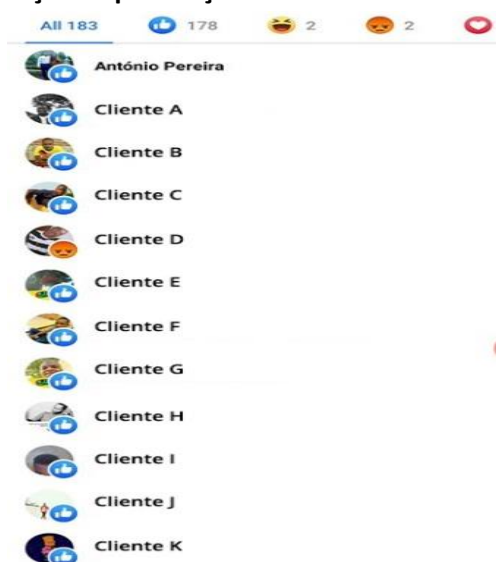 All 183 178 2 2
António Pereira
Cliente A
Cliente B
Cliente C
Cliente D
Cliente E
Cliente F
Cliente G
Cliente H
Cliente I
Cliente J
Cliente K